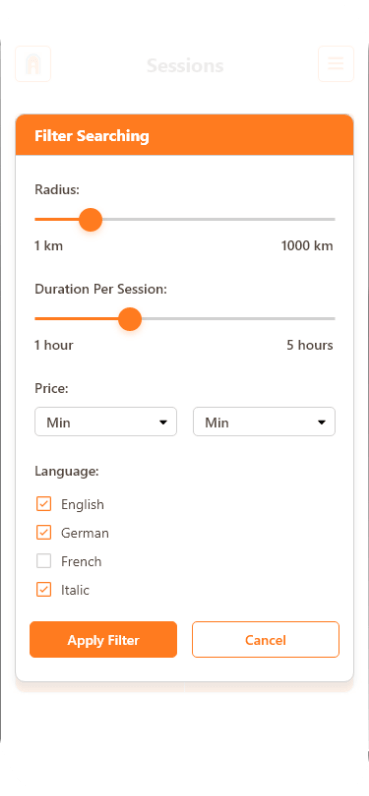 Sessions
Filter Searching
Radius:
1 km 1000 km
Duration Per Session:
1 hour 5 hours
Price:
Min Min
Language:
English
German
French
Italic
Apply Filter Cancel